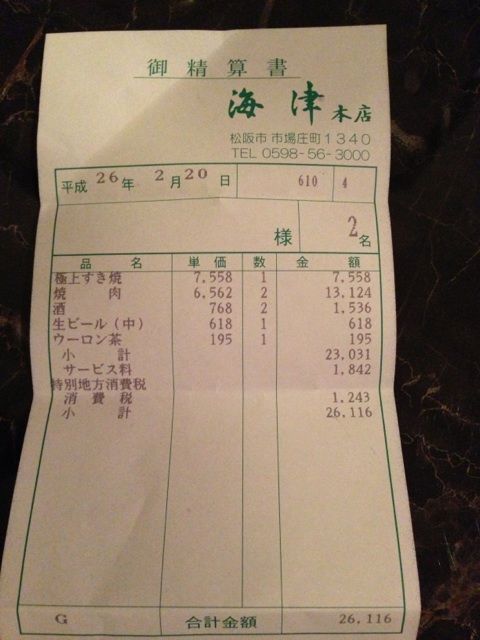 御精算書
海津本店
松阪市 市場庄町1340
TEL 0598-56-3000
平成 26年 2月20日 610 4
様 2名
品名 単価 数 金額
極上すき焼 7,558 1 7,558
焼肉 6,562 2 13,124
酒 768 2 1,536
生ビール(中) 618 1 618
ウーロン茶 195 1 195
小計 23,031
サービス料 1,842
特別地方消費税
消費税 1,243
小計 26,116
G 合計金額 26,116